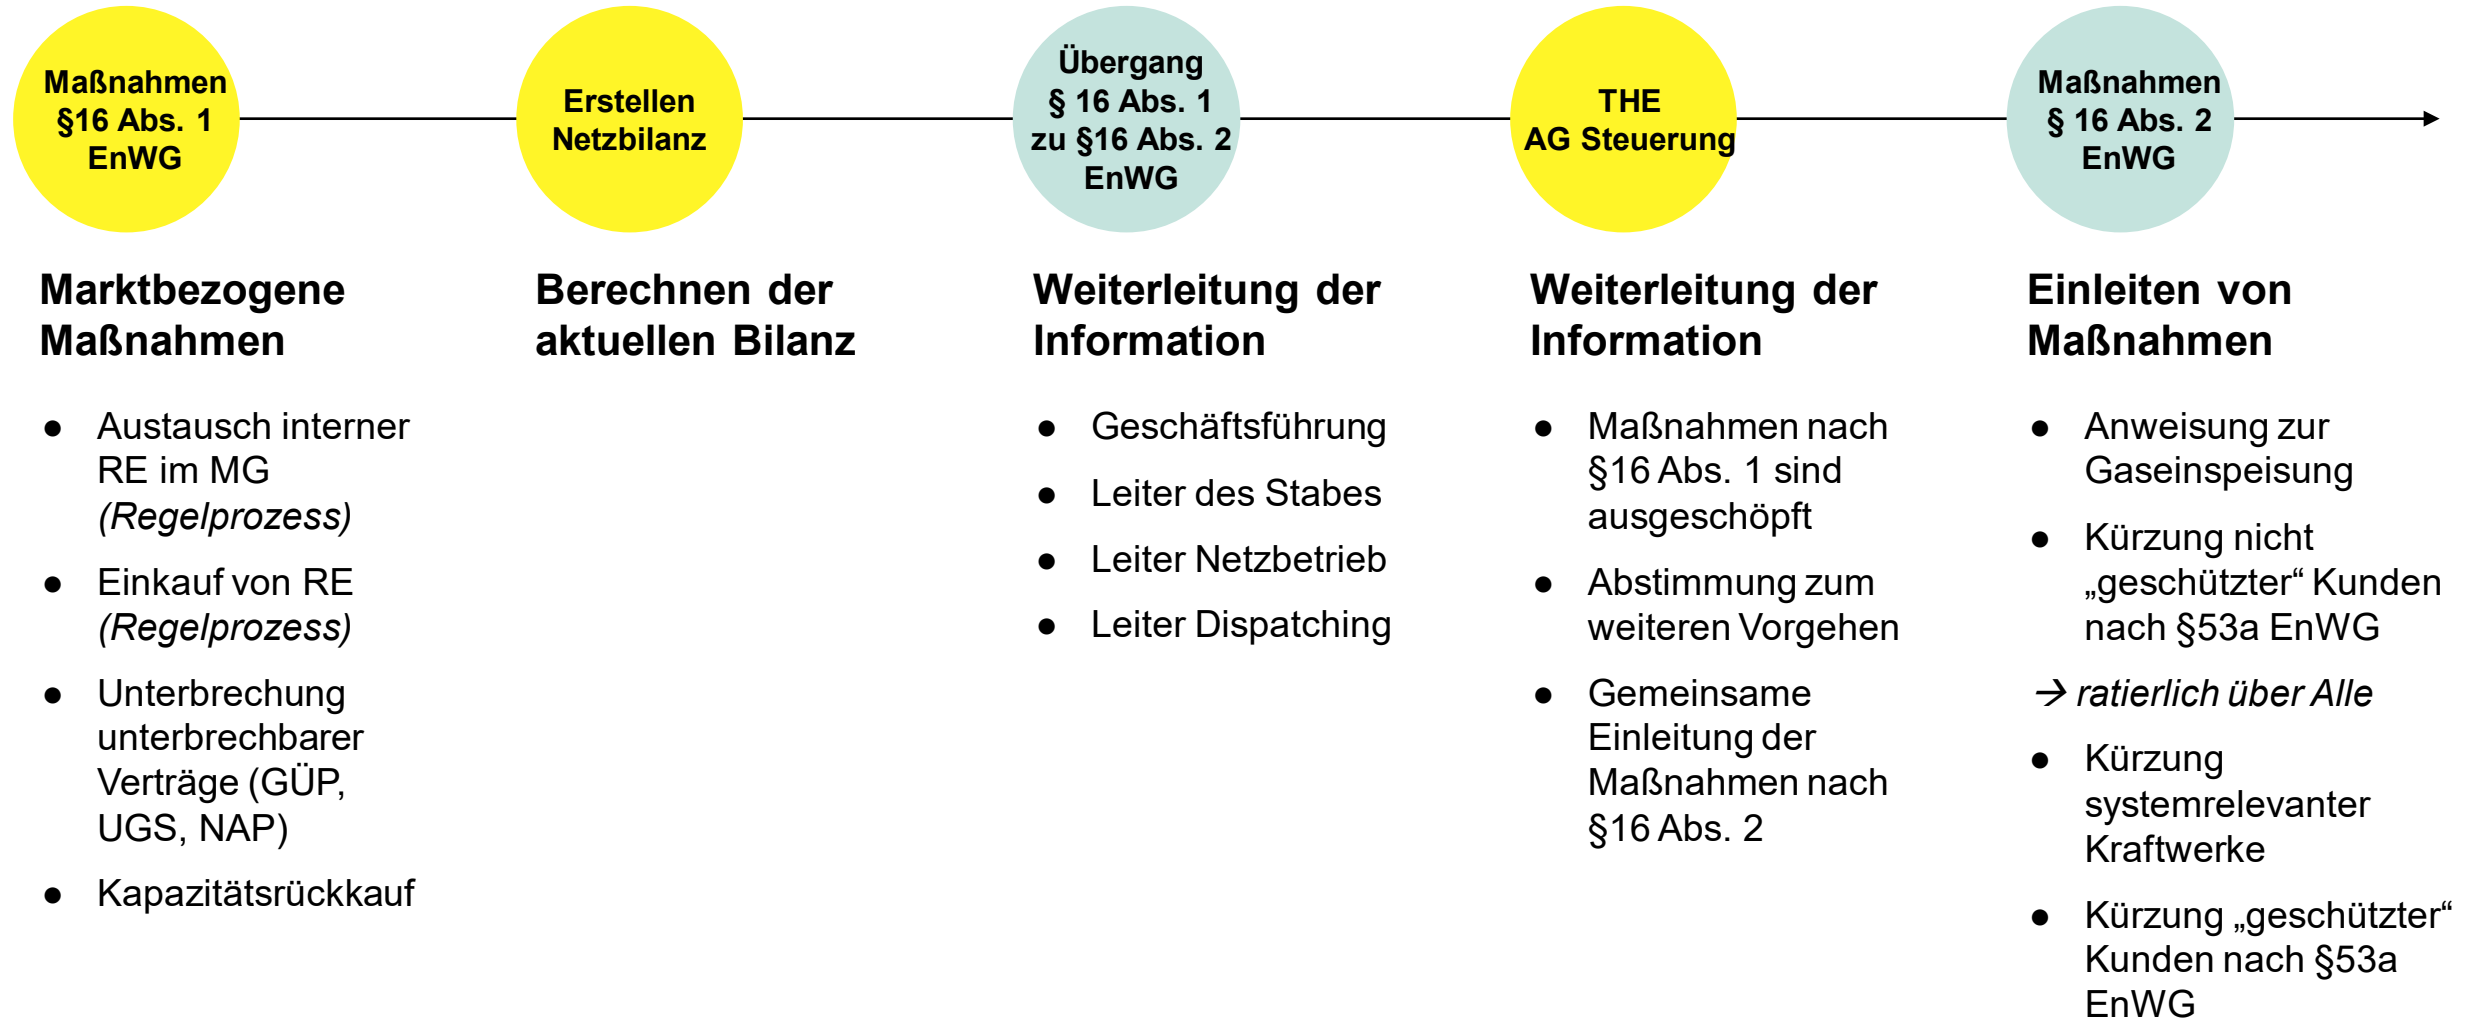 Maßnahmen
§16 Abs. 1
EnWG
Erstellen
Netzbilanz
Übergang
§ 16 Abs. 1
zu §16 Abs. 2
EnWG
THE
AG Steuerung
Maßnahmen
§ 16 Abs. 2
EnWG
Marktbezogene
Maßnahmen
● Austausch interner
RE im MG
(Regelprozess)
● Einkauf von RE
(Regelprozess)
● Unterbrechung
unterbrechbarer
Verträge (GÜP,
UGS, NAP)
● Kapazitätsrückkauf
Berechnen der
aktuellen Bilanz
Weiterleitung der
Information
● Geschäftsführung
● Leiter des Stabes
● Leiter Netzbetrieb
● Leiter Dispatching
Weiterleitung der
Information
● Maßnahmen nach
§16 Abs. 1 sind
ausgeschöpft
● Abstimmung zum
weiteren Vorgehen
● Gemeinsame
Einleitung der
Maßnahmen nach
§16 Abs. 2
Einleiten von
Maßnahmen
● Anweisung zur
Gaseinspeisung
● Kürzung nicht
„geschützter“ Kunden
nach §53a EnWG
→ ratierlich über Alle
● Kürzung
systemrelevanter
Kraftwerke
● Kürzung „geschützter“
Kunden nach §53a
EnWG